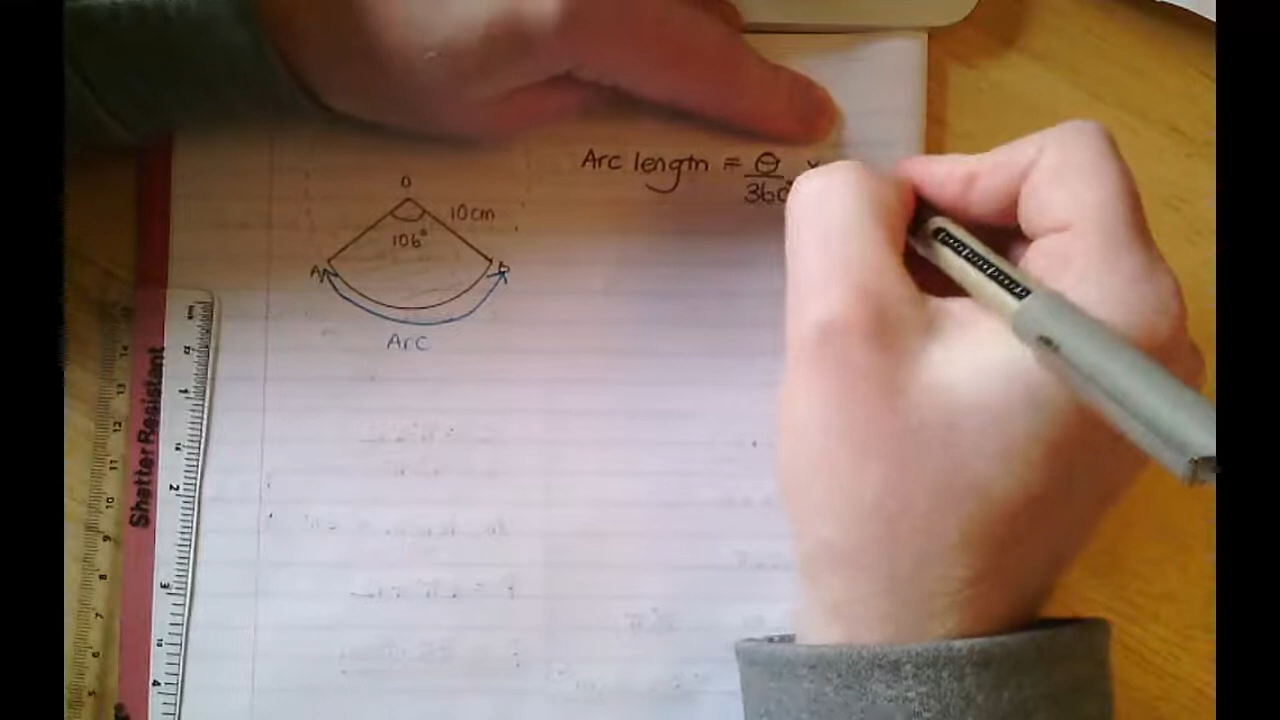 Arc length = θ/360° ×
O
10cm
106°
A
B
Arc
Shatter Resistant